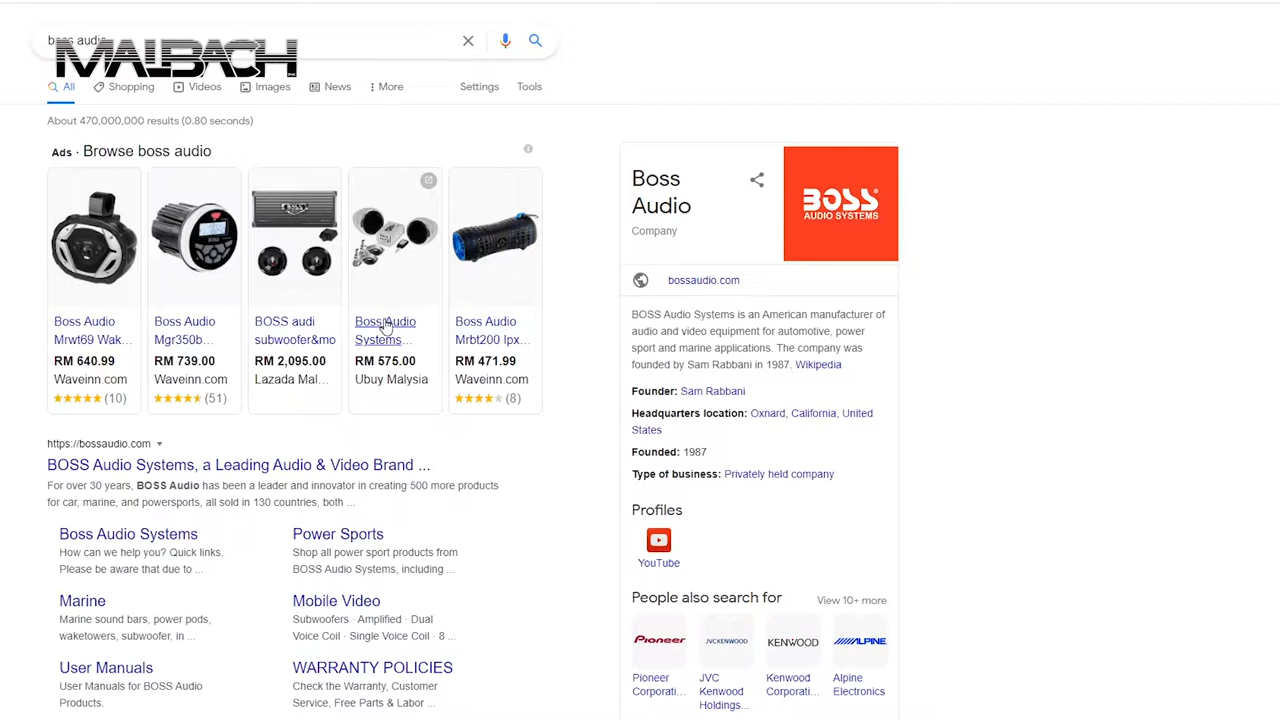 boss audio
MALBACH
All
Shopping
Videos
Images
News
More
Settings
Tools
About 470,000,000 results (0.80 seconds)
Ads · Browse boss audio
Boss Audio
Mrwt69 Wak...
RM 640.99
Waveinn.com
(10)
Boss Audio
Mgr350b...
RM 739.00
Waveinn.com
(51)
BOSS audi
subwoofer&mo
RM 2,095.00
Lazada Mal...
Boss Audio
Systems...
RM 575.00
Ubuy Malysia
Boss Audio
Mrbt200 Ipx...
RM 471.99
Waveinn.com
(8)
https://bossaudio.com
BOSS Audio Systems, a Leading Audio & Video Brand ...
For over 30 years, BOSS Audio has been a leader and innovator in creating 500 more products
for car, marine, and powersports, all sold in 130 countries, both ...
Boss Audio Systems
How can we help you? Quick links.
Please be aware that due to ...
Power Sports
Shop all power sport products from
BOSS Audio Systems, including ...
Marine
Marine sound bars, power pods,
waketowers, subwoofer, in ...
Mobile Video
Subwoofers · Amplified · Dual
Voice Coil · Single Voice Coil · 8 ...
User Manuals
User Manuals for BOSS Audio
Products.
WARRANTY POLICIES
Check the Warranty, Customer
Service, Free Parts & Labor ...
Boss
Audio
Company
BOSS
AUDIO SYSTEMS
bossaudio.com
BOSS Audio Systems is an American manufacturer of
audio and video equipment for automotive, power
sport and marine applications. The company was
founded by Sam Rabbani in 1987. Wikipedia
Founder: Sam Rabbani
Headquarters location: Oxnard, California, United
States
Founded: 1987
Type of business: Privately held company
Profiles
YouTube
People also search for
View 10+ more
Pioneer
JVCKENWOOD
KENWOOD
ALPINE
Pioneer
Corporati...
JVC
Kenwood
Holdings...
Kenwood
Corporati...
Alpine
Electronics